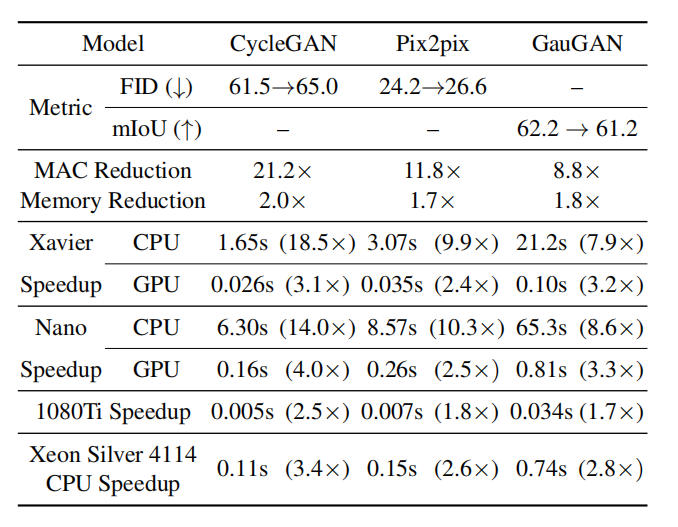 Model CycleGAN Pix2pix GauGAN
Metric FID (↓) 61.5→65.0 24.2→26.6 –
mIoU (↑) – – 62.2 → 61.2
MAC Reduction 21.2× 11.8× 8.8×
Memory Reduction 2.0× 1.7× 1.8×
Xavier CPU 1.65s (18.5×) 3.07s (9.9×) 21.2s (7.9×)
Speedup GPU 0.026s (3.1×) 0.035s (2.4×) 0.10s (3.2×)
Nano CPU 6.30s (14.0×) 8.57s (10.3×) 65.3s (8.6×)
Speedup GPU 0.16s (4.0×) 0.26s (2.5×) 0.81s (3.3×)
1080Ti Speedup 0.005s (2.5×) 0.007s (1.8×) 0.034s (1.7×)
Xeon Silver 4114
CPU Speedup 0.11s (3.4×) 0.15s (2.6×) 0.74s (2.8×)